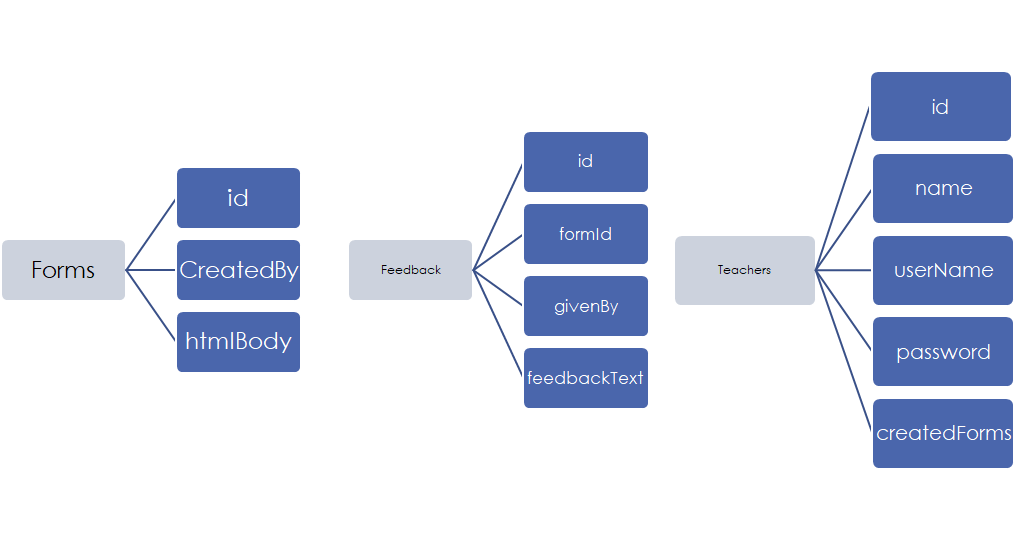 Forms
id
CreatedBy
htmlBody
Feedback
id
formId
givenBy
feedbackText
Teachers
id
name
userName
password
createdForms